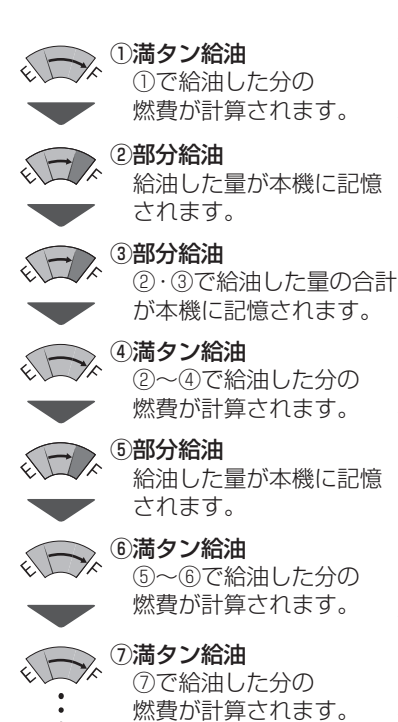 ①満タン給油
①で給油した分の
燃費が計算されます。
E F
②部分給油
給油した量が本機に記憶
されます。
E F
③部分給油
②・③で給油した量の合計
が本機に記憶されます。
E F
④満タン給油
②〜④で給油した分の
燃費が計算されます。
E F
⑤部分給油
給油した量が本機に記憶
されます。
E F
⑥満タン給油
⑤〜⑥で給油した分の
燃費が計算されます。
E F
⑦満タン給油
⑦で給油した分の
燃費が計算されます。
E F